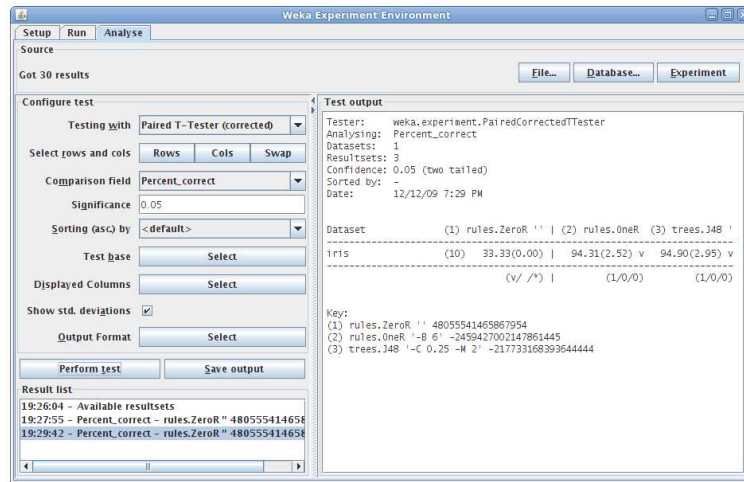 Weka Experiment Environment
Setup Run Analyse
Source
Got 30 results
File... Database... Experiment
Configure test
Testing with Paired T-Tester (corrected)
Select rows and cols Rows Cols Swap
Comparison field Percent_correct
Significance 0.05
Sorting (asc.) by <default>
Test base Select
Displayed Columns Select
Show std. deviations
Output Format Select
Perform test Save output
Result list
19:26:04 - Available resultsets
19:27:55 - Percent_correct - rules.ZeroR '' 480555414658
19:29:42 - Percent_correct - rules.ZeroR '' 480555414658
Test output
Tester: weka.experiment.PairedCorrectedTTester
Analysing: Percent_correct
Datasets: 1
Resultsets: 3
Confidence: 0.05 (two tailed)
Sorted by: -
Date: 12/12/09 7:29 PM
Dataset (1) rules.ZeroR '' | (2) rules.OneR (3) trees.J48 '
iris (10) 33.33(0.00) | 94.31(2.52) v 94.90(2.95) v
(v/ /*) | (1/0/0) (1/0/0)
Key:
(1) rules.ZeroR '' 48055541465867954
(2) rules.OneR '-B 6' -2459427002147861445
(3) trees.J48 '-C 0.25 -M 2' -217733168393644444